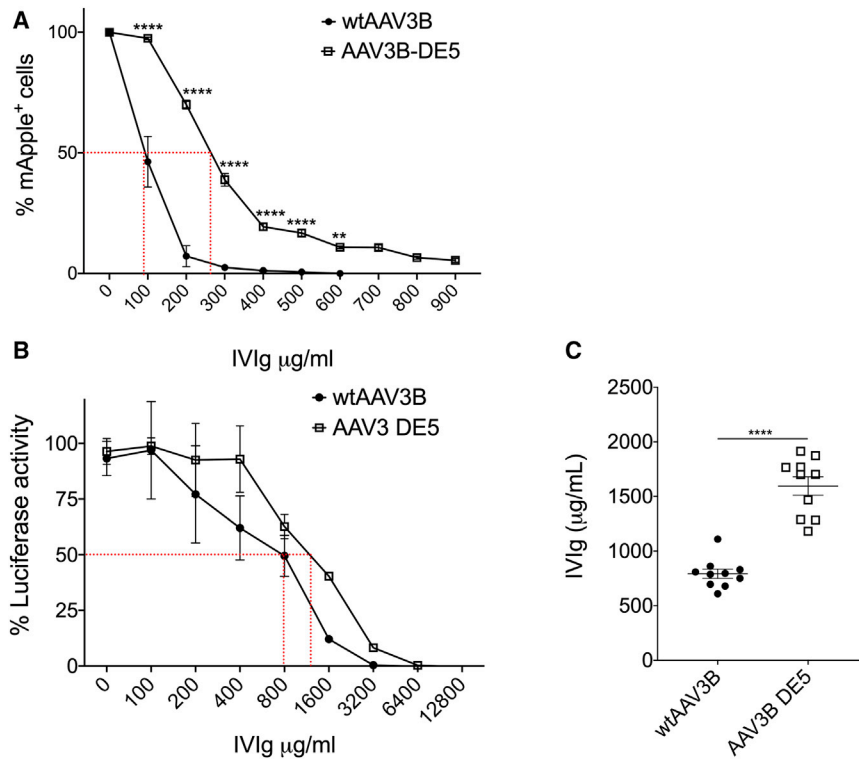 A
wtAAV3B
AAV3B-DE5
% mApple+ cells
100
50
0
**** **** **** **** **** **
0 100 200 300 400 500 600 700 800 900
IVIg μg/ml
B
wtAAV3B
AAV3 DE5
% Luciferase activity
100
75
50
25
0
0 100 200 400 800 1600 3200 6400 12800
IVIg μg/ml
C
IVIg (μg/mL)
2500
2000
1500
1000
500
0
****
wtAAV3B
AAV3B DE5